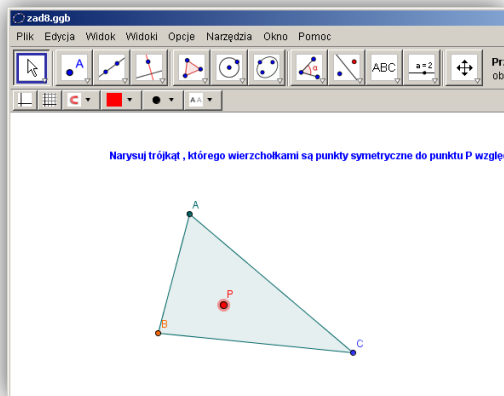 zad8.ggb
Plik Edycja Widok Widoki Opcje Narzędzia Okno Pomoc
A α ABC a = 2
A A
Narysuj trójkąt , którego wierzchołkami są punkty symetryczne do punktu P
A
P
B
C